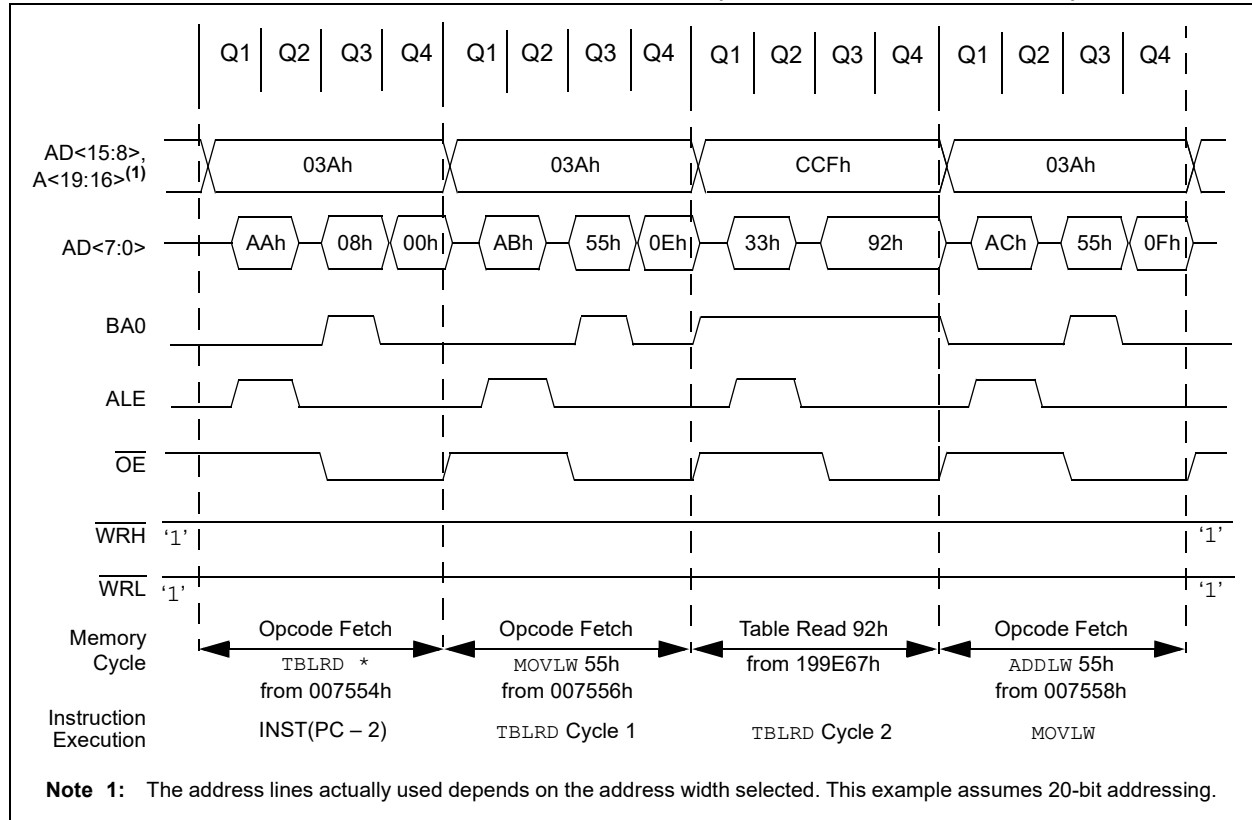 Q1 Q2 Q3 Q4 Q1 Q2 Q3 Q4 Q1 Q2 Q3 Q4 Q1 Q2 Q3 Q4
AD<15:8>,
A<19:16>(1)
03Ah 03Ah CCFh 03Ah
AD<7:0> AAh 08h 00h ABh 55h 0Eh 33h 92h ACh 55h 0Fh
BA0
ALE
OE
WRH '1' '1'
WRL '1' '1'
Memory
Cycle
Opcode Fetch
TBLRD *
from 007554h
Opcode Fetch
MOVLW 55h
from 007556h
Table Read 92h
from 199E67h
Opcode Fetch
ADDLW 55h
from 007558h
Instruction
Execution
INST(PC – 2) TBLRD Cycle 1 TBLRD Cycle 2 MOVLW
Note 1: The address lines actually used depends on the address width selected. This example assumes 20-bit addressing.